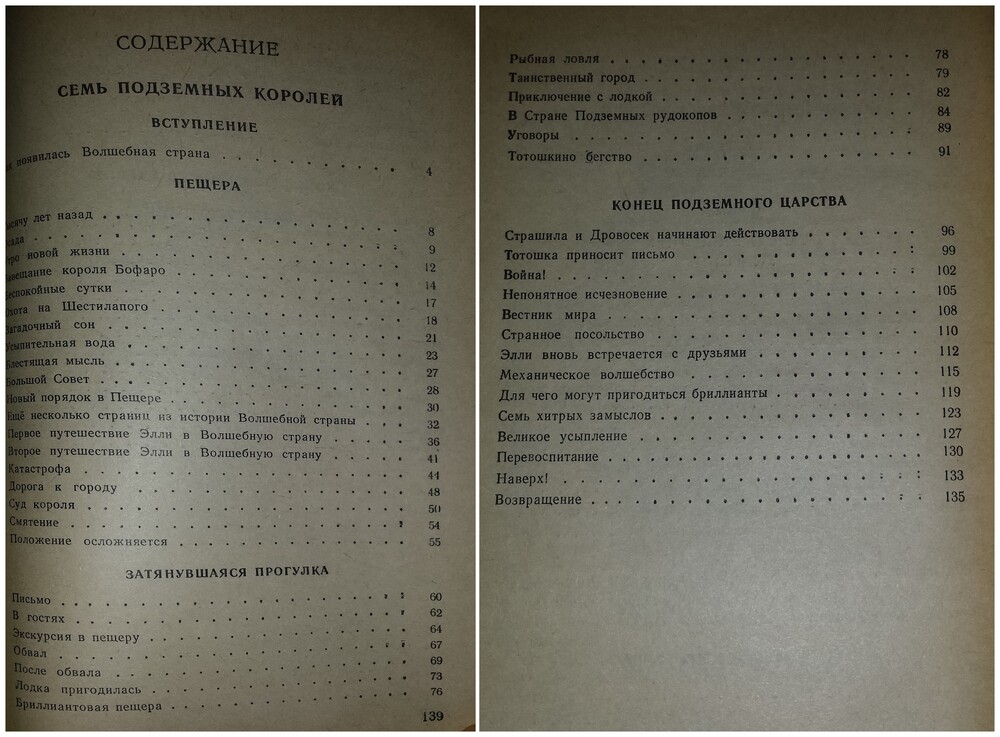 СОДЕРЖАНИЕ
СЕМЬ ПОДЗЕМНЫХ КОРОЛЕЙ
ВСТУПЛЕНИЕ
появилась Волшебная страна 4
ПЕЩЕРА
Тысячу лет назад 8
Осада 9
Утро новой жизни 12
Завещание короля Бофаро 14
Беспокойные сутки 17
Охота на Шестилапого 18
Загадочный сон 21
Усыпительная вода 23
Блестящая мысль 27
Большой Совет 28
Новый порядок в Пещере 30
Ещё несколько страниц из истории Волшебной страны 32
Первое путешествие Элли в Волшебную страну 36
Второе путешествие Элли в Волшебную страну 41
Катастрофа 44
Дорога к городу 48
Суд короля 50
Смятение 54
Положение осложняется 55
ЗАТЯНУВШАЯСЯ ПРОГУЛКА
Письмо 60
В гостях 62
Экскурсия в пещеру 64
Обвал 67
После обвала 69
Лодка пригодилась 73
Бриллиантовая пещера 76
139
Рыбная ловля 78
Таинственный город 79
Приключение с лодкой 82
В Стране Подземных рудокопов 84
Уговоры 89
Тотошкино бегство 91
КОНЕЦ ПОДЗЕМНОГО ЦАРСТВА
Страшила и Дровосек начинают действовать 96
Тотошка приносит письмо 99
Война! 102
Непонятное исчезновение 105
Вестник мира 108
Странное посольство 110
Элли вновь встречается с друзьями 112
Механическое волшебство 115
Для чего могут пригодиться бриллианты 119
Семь хитрых замыслов 123
Великое усыпление 127
Перевоспитание 130
Наверх! 133
Возвращение 135